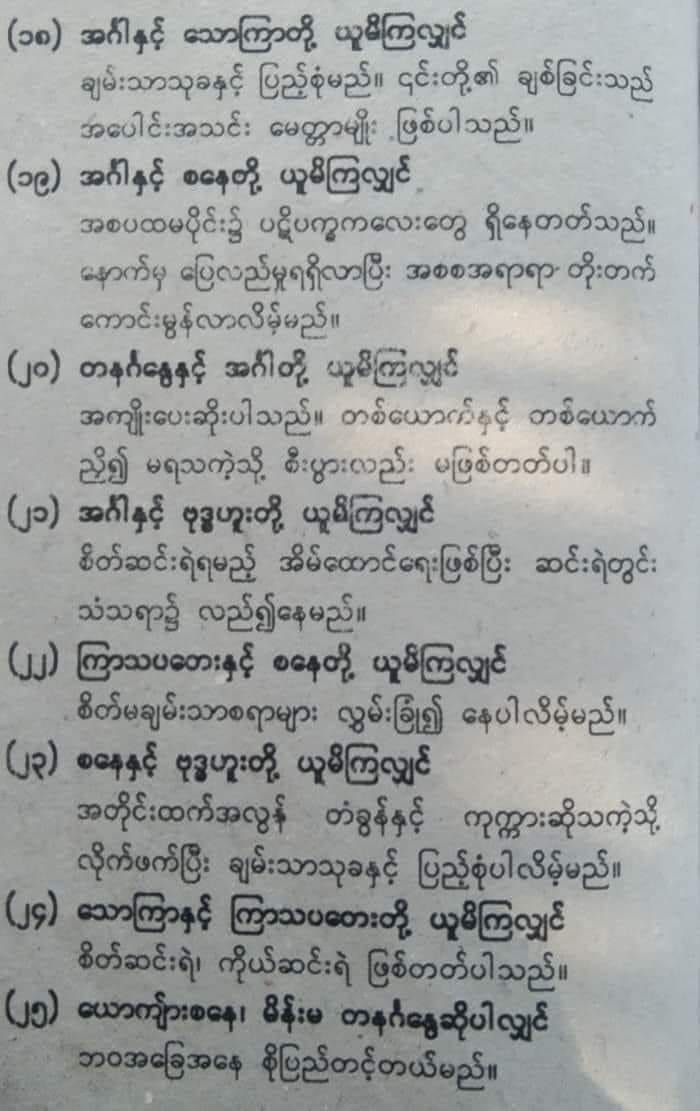 (၁၈) အင်္ဂါနှင့် သောကြာတို့ ယူမိကြလျှင်
ချမ်းသာသုခနှင့် ပြည့်စုံမည်။ ၎င်းတို့၏ ချစ်ခြင်းသည်
အပေါင်းအသင်း မေတ္တာမျိုး ဖြစ်ပါသည်။
(၁၉) အင်္ဂါနှင့် စနေတို့ ယူမိကြလျှင်
အစပထမပိုင်း၌ ပဋိပက္ခကလေးတွေ ရှိနေတတ်သည်။
နောက်မှ ပြေလည်မှုရရှိလာပြီး အစစအရာရာ တိုးတက်
ကောင်းမွန်လာလိမ့်မည်။
(၂၀) တနင်္ဂနွေနှင့် အင်္ဂါတို့ ယူမိကြလျှင်
အကျိုးပေးဆိုးပါသည်။ တစ်ယောက်နှင့် တစ်ယောက်
ညှို့၍ မရသကဲ့သို့ စီးပွားလည်း မဖြစ်တတ်ပါ။
(၂၁) အင်္ဂါနှင့် ဗုဒ္ဓဟူးတို့ ယူမိကြလျှင်
စိတ်ဆင်းရဲရမည့် အိမ်ထောင်ရေးဖြစ်ပြီး ဆင်းရဲတွင်း
သံသရာ၌ လည်၍နေမည်။
(၂၂) ကြာသပတေးနှင့် စနေတို့ ယူမိကြလျှင်
စိတ်မချမ်းသာစရာများ လွှမ်းခြုံ၍ နေပါလိမ့်မည်။
(၂၃) စနေနှင့် ဗုဒ္ဓဟူးတို့ ယူမိကြလျှင်
အတိုင်းထက်အလွန် တံခွန်နှင့် ကုက္ကားဆိုသကဲ့သို့
လိုက်ဖက်ပြီး ချမ်းသာသုခနှင့် ပြည့်စုံပါလိမ့်မည်။
(၂၄) သောကြာနှင့် ကြာသပတေးတို့ ယူမိကြလျှင်
စိတ်ဆင်းရဲ၊ ကိုယ်ဆင်းရဲ ဖြစ်တတ်ပါသည်။
(၂၅) ယောကျ်ားစနေ၊ မိန်းမ တနင်္ဂနွေဆိုပါလျှင်
ဘဝအခြေအနေ စိုပြည်တင့်တယ်မည်။